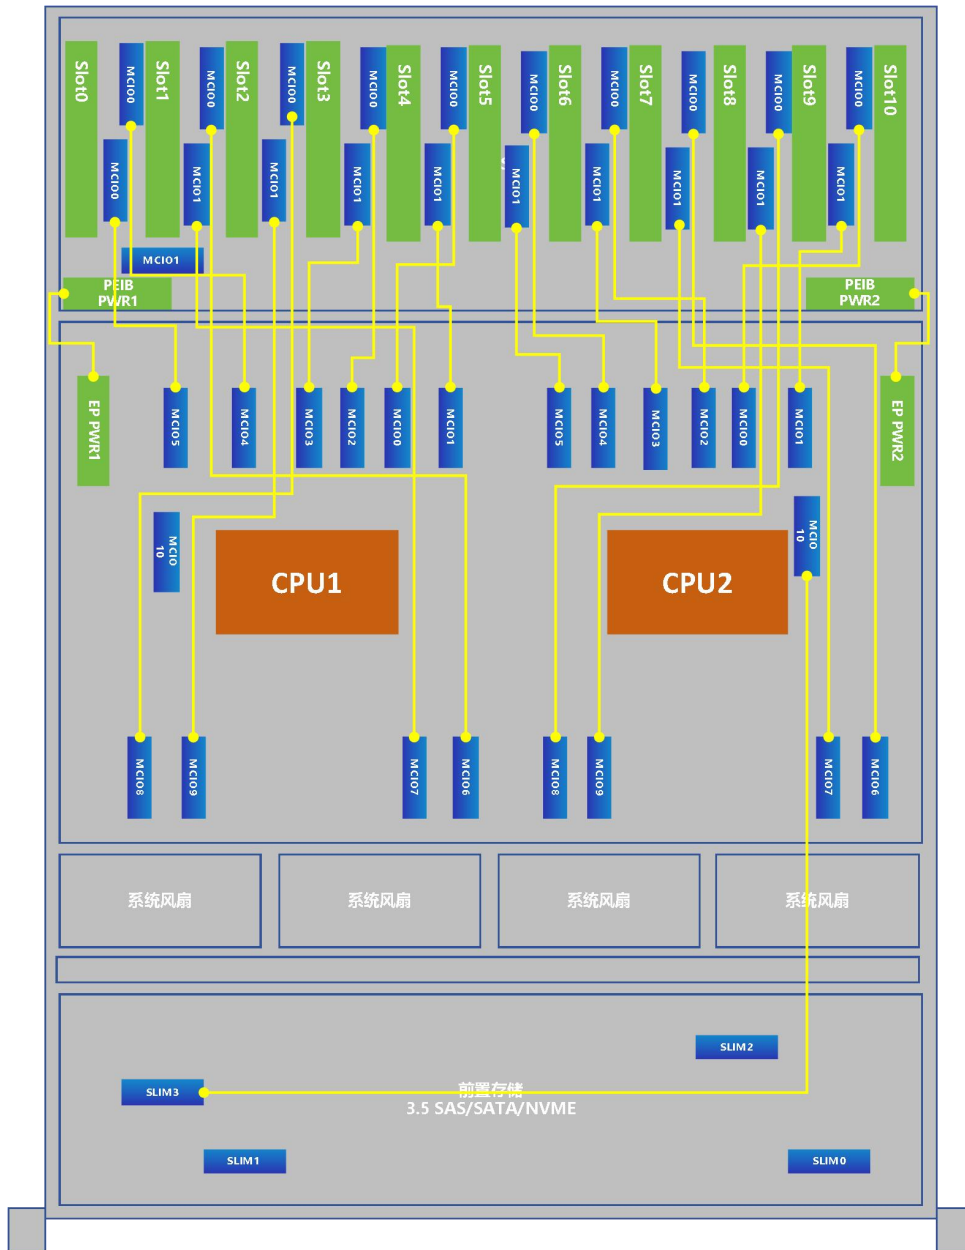 Slot0
MCIO0
Slot1
MCIO0
Slot2
MCIO0
Slot3
MCIO0
Slot4
MCIO0
Slot5
MCIO0
Slot6
MCIO0
Slot7
MCIO0
Slot8
MCIO0
Slot9
MCIO0
Slot10
MCIO0
MCIO1
MCIO1
MCIO1
MCIO1
MCIO1
MCIO1
MCIO1
MCIO1
MCIO1
MCIO1
PEIB
PWR1
PEIB
PWR2
EP PWR1
MCIO5
MCIO4
MCIO3
MCIO2
MCIO0
MCIO1
MCIO5
MCIO4
MCIO3
MCIO2
MCIO0
MCIO1
EP PWR2
MCIO
10
CPU1
CPU2
MCIO
10
MCIO8
MCIO9
MCIO7
MCIO6
MCIO8
MCIO9
MCIO7
MCIO6
系统风扇
系统风扇
系统风扇
系统风扇
SLIM2
SLIM3
前置存储
3.5 SAS/SATA/NVME
SLIM1
SLIM0